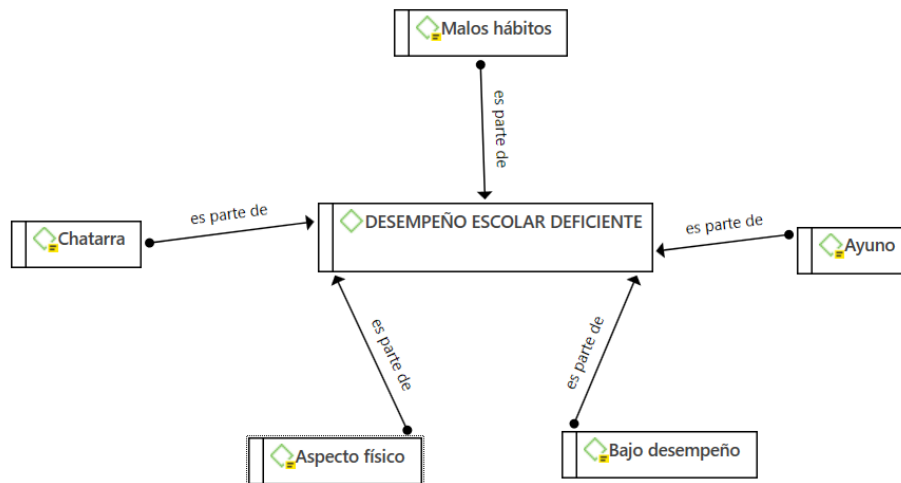 Malos hábitos
es parte de
DESEMPEÑO ESCOLAR DEFICIENTE
es parte de
Chatarra
es parte de
Ayuno
es parte de
es parte de
Aspecto físico
Bajo desempeño